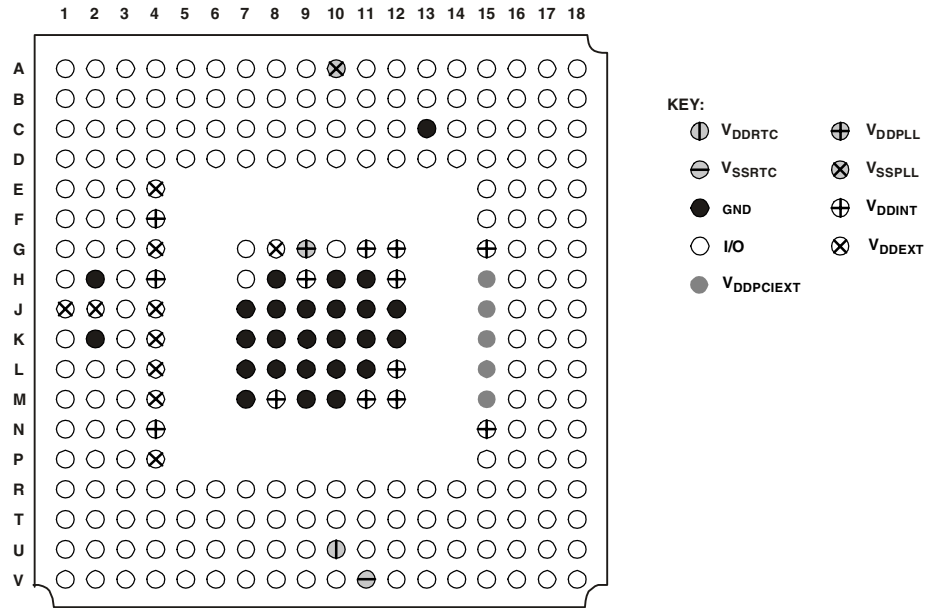 1 2 3 4 5 6 7 8 9 10 11 12 13 14 15 16 17 18
A
B
C
D
E
F
G
H
J
K
L
M
N
P
R
T
U
V
KEY:
VDDRTC VDDPLL
VSSRTC VSSPLL
GND VDDINT
I/O VDDEXT
VDDPCIEXT